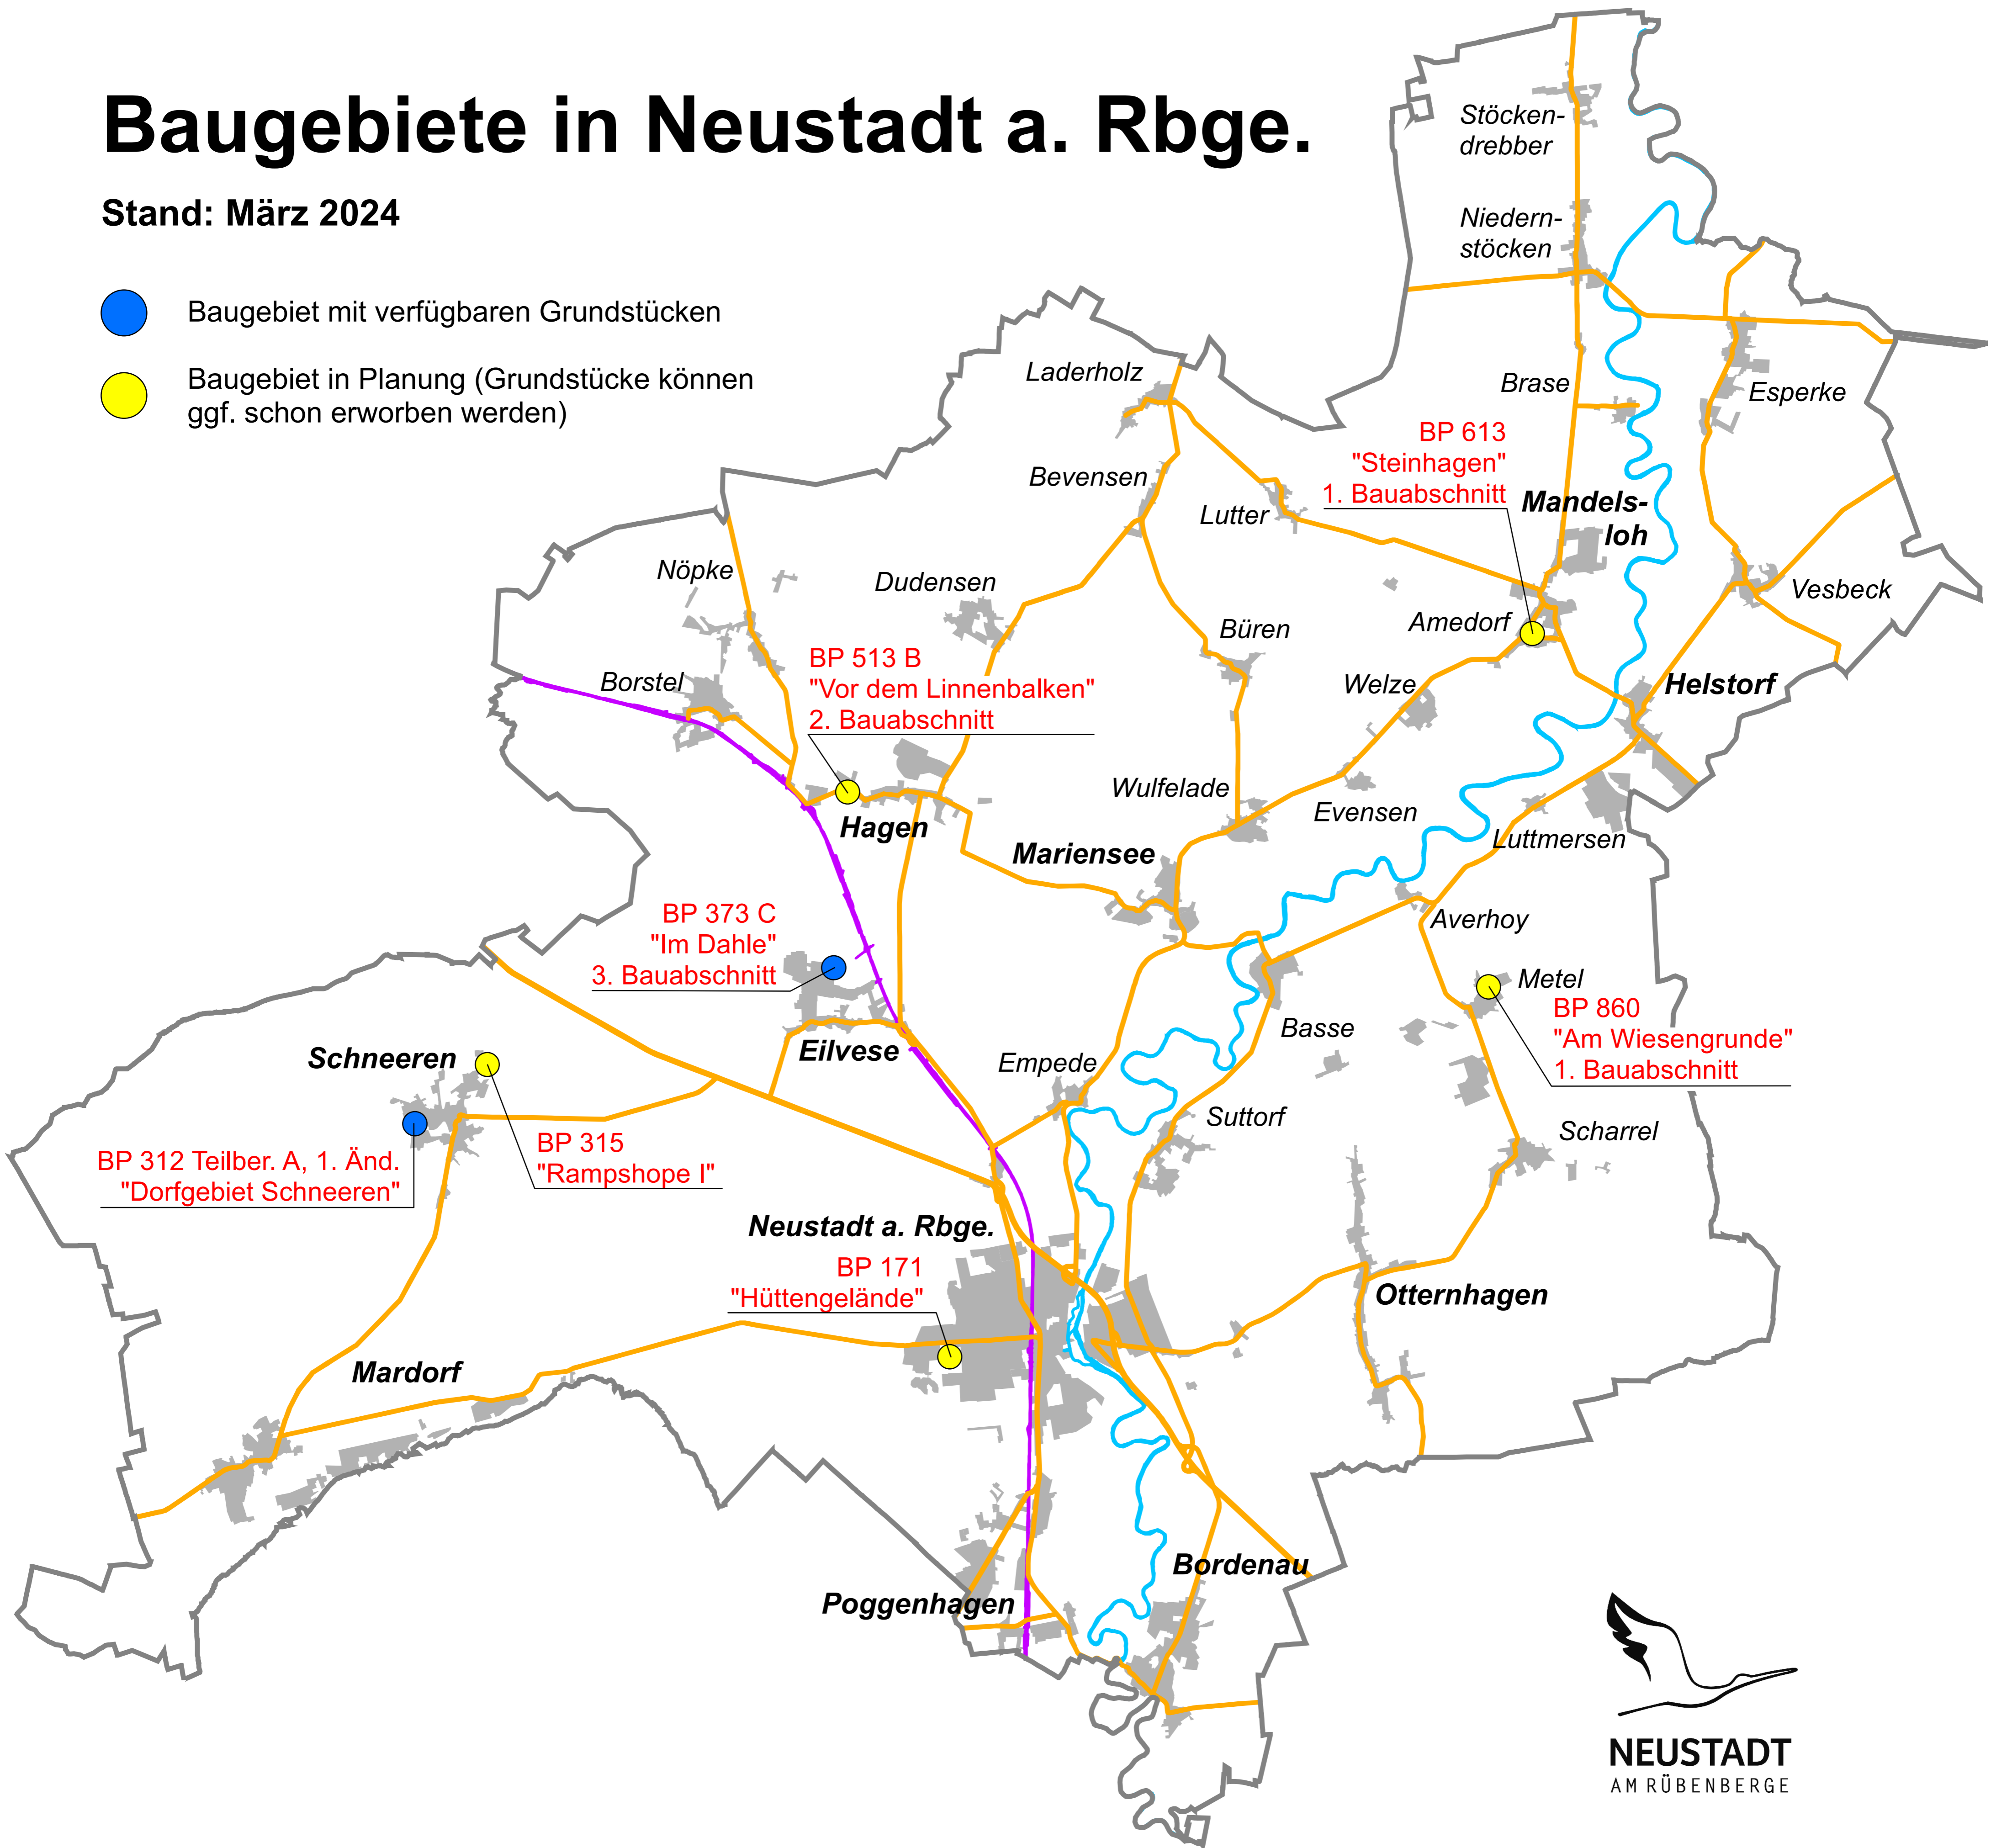 Baugebiete in Neustadt a. Rbge.
Stand: März 2024
Baugebiet mit verfügbaren Grundstücken
Baugebiet in Planung (Grundstücke können
ggf. schon erworben werden)
Stöcken-
drebber
Niedern-
stöcken
Laderholz
Brase
Esperke
BP 613
"Steinhagen"
1. Bauabschnitt
Bevensen
Lutter
Mandels-
loh
Nöpke
Dudensen
Vesbeck
Büren
Amedorf
BP 513 B
"Vor dem Linnenbalken"
2. Bauabschnitt
Borstel
Welze
Helstorf
Wulfelade
Evensen
Hagen
Luttmersen
Mariensee
BP 373 C
"Im Dahle"
3. Bauabschnitt
Averhoy
Metel
BP 860
"Am Wiesengrunde"
1. Bauabschnitt
Basse
Eilvese
Schneeren
Empede
Suttorf
Scharrel
BP 315
"Rampshope I"
BP 312 Teilber. A, 1. Änd.
"Dorfgebiet Schneeren"
Neustadt a. Rbge.
BP 171
"Hüttengelände"
Otternhagen
Mardorf
Bordenau
Poggenhagen
NEUSTADT
AM RÜBENBERGE